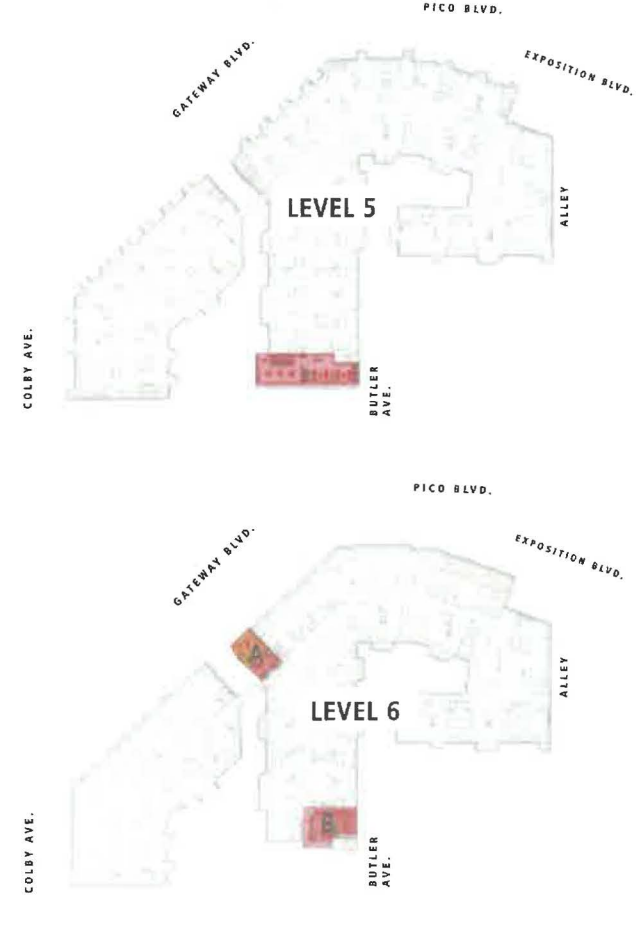 PICO BLVD.
GATEWAY BLVD.
EXPOSITION BLVD.
LEVEL 5
ALLEY
COLBY AVE.
BUTLER
AVE.
PICO BLVD.
GATEWAY BLVD.
EXPOSITION BLVD.
A
ALLEY
LEVEL 6
B
COLBY AVE.
BUTLER
AVE.